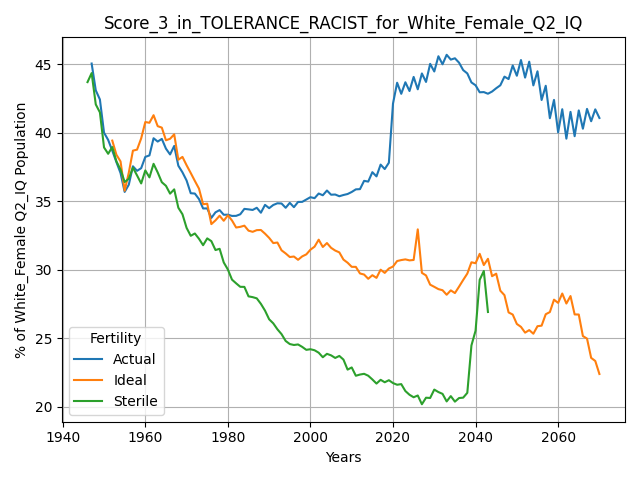 Score_3_in_TOLERANCE_RACIST_for_White_Female_Q2_IQ
% of White_Female Q2_IQ Population
45
40
35
30
25
20
Fertility
Actual
Ideal
Sterile
1940
1960
1980
2000
2020
2040
2060
Years